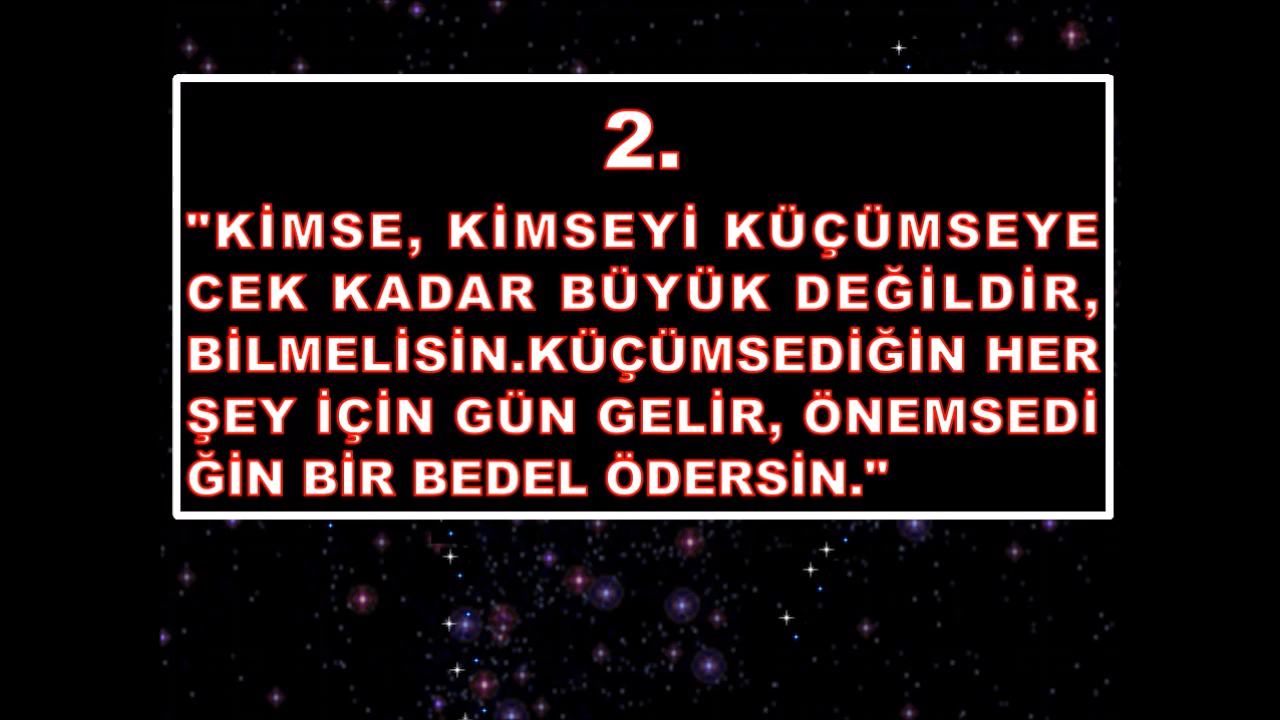 2.
"KİMSE, KİMSEYİ KÜÇÜMSEYE
CEK KADAR BÜYÜK DEĞİLDİR,
BİLMELİSİN.KÜÇÜMSEDİĞİN HER
ŞEY İÇİN GÜN GELİR, ÖNEMSEDİ
ĞİN BİR BEDEL ÖDERSİN."